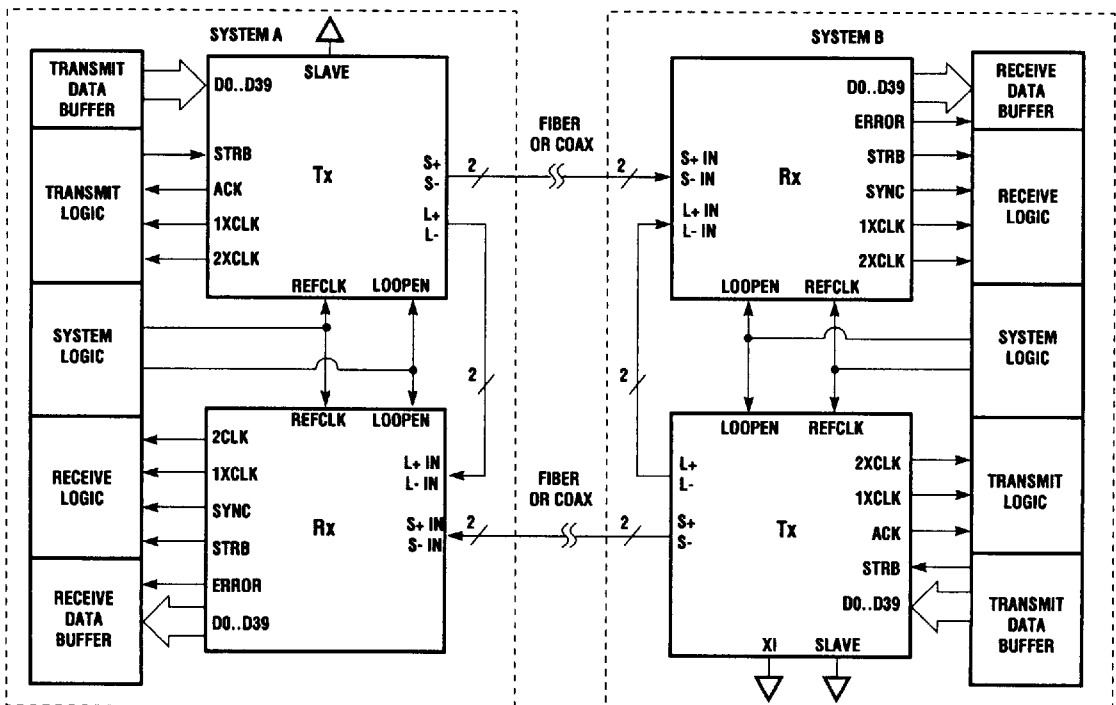 SYSTEM A
TRANSMIT
DATA
BUFFER
TRANSMIT
LOGIC
SYSTEM
LOGIC
RECEIVE
LOGIC
RECEIVE
DATA
BUFFER
SLAVE
D0..D39
STRB
ACK
1XCLK
2XCLK
Tx
S+
S-
L+
L-
REFCLK
LOOPEN
2
2
REFCLK
LOOPEN
2CLK
1XCLK
SYNC
STRB
ERROR
D0..D39
Rx
L+ IN
L- IN
S+ IN
S- IN
2
FIBER
OR COAX
FIBER
OR COAX
SYSTEM B
2
S+ IN
S- IN
L+ IN
L- IN
Rx
D0..D39
ERROR
STRB
SYNC
1XCLK
2XCLK
LOOPEN
REFCLK
2
LOOPEN
REFCLK
L+
L-
S+
S-
2
Tx
2XCLK
1XCLK
ACK
STRB
D0..D39
XI
SLAVE
RECEIVE
DATA
BUFFER
RECEIVE
LOGIC
SYSTEM
LOGIC
TRANSMIT
LOGIC
TRANSMIT
DATA
BUFFER